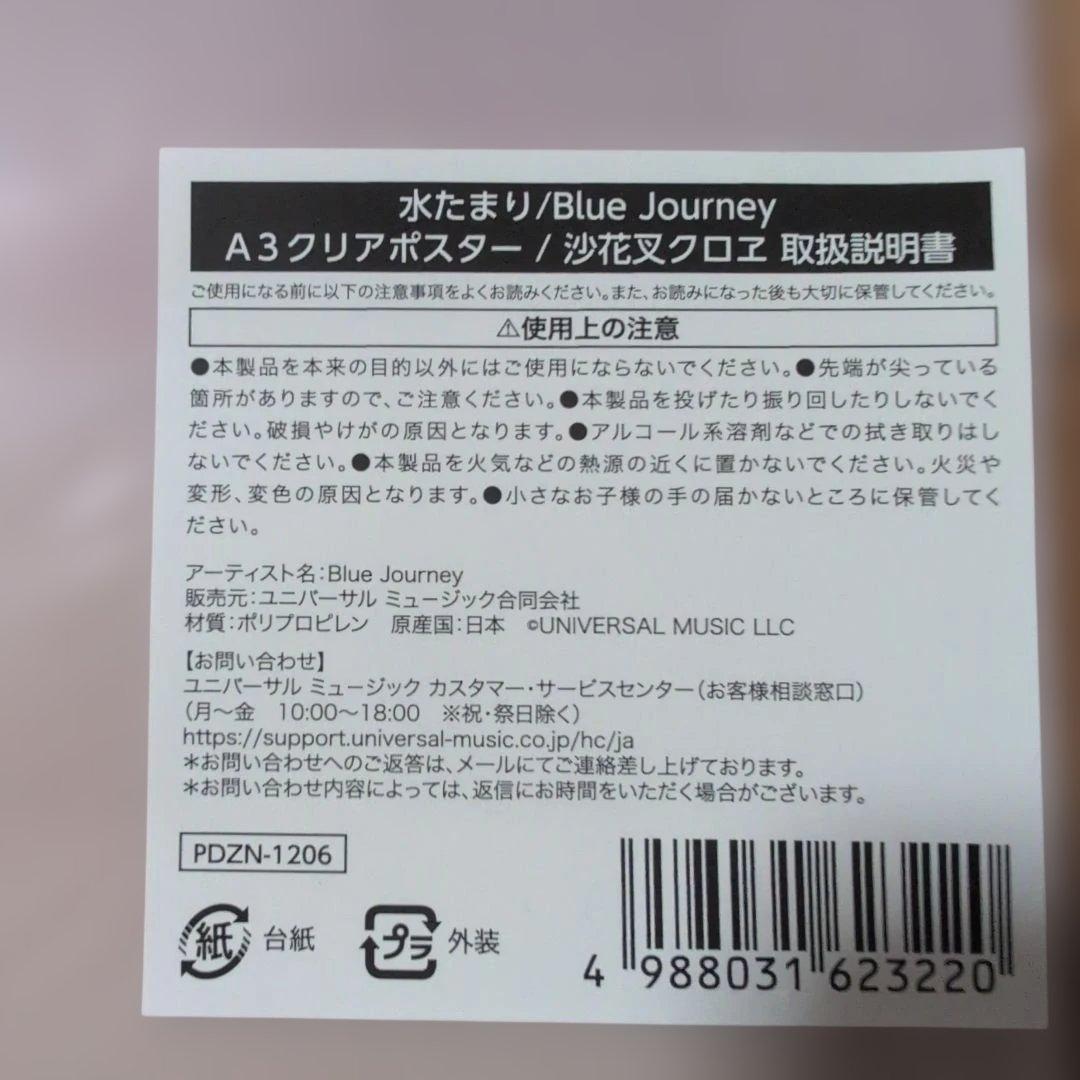 水たまり/Blue Journey
A3クリアポスター / 沙花叉クロヱ 取扱説明書
ご使用になる前に以下の注意事項をよくお読みください。また、お読みになった後も大切に保管してください。
⚠使用上の注意
●本製品を本来の目的以外にはご使用にならないでください。●先端が尖っている
箇所がありますので、ご注意ください。●本製品を投げたり振り回したりしないでく
ださい。破損やけがの原因となります。●アルコール系溶剤などでの拭き取りはし
ないでください。●本製品を火気などの熱源の近くに置かないでください。火災や
変形、変色の原因となります。●小さなお子様の手の届かないところに保管してく
ださい。
アーティスト名:Blue Journey
販売元:ユニバーサル ミュージック合同会社
材質:ポリプロピレン 原産国:日本 ©UNIVERSAL MUSIC LLC
【お問い合わせ】
ユニバーサル ミュージック カスタマー・サービスセンター(お客様相談窓口)
(月〜金 10:00〜18:00 ※祝・祭日除く)
https://support.universal-music.co.jp/hc/ja
*お問い合わせへのご返答は、メールにてご連絡差し上げております。
*お問い合わせ内容によっては、返信にお時間をいただく場合がございます。
PDZN-1206
紙 台紙 プラ 外装
4 988031 623220